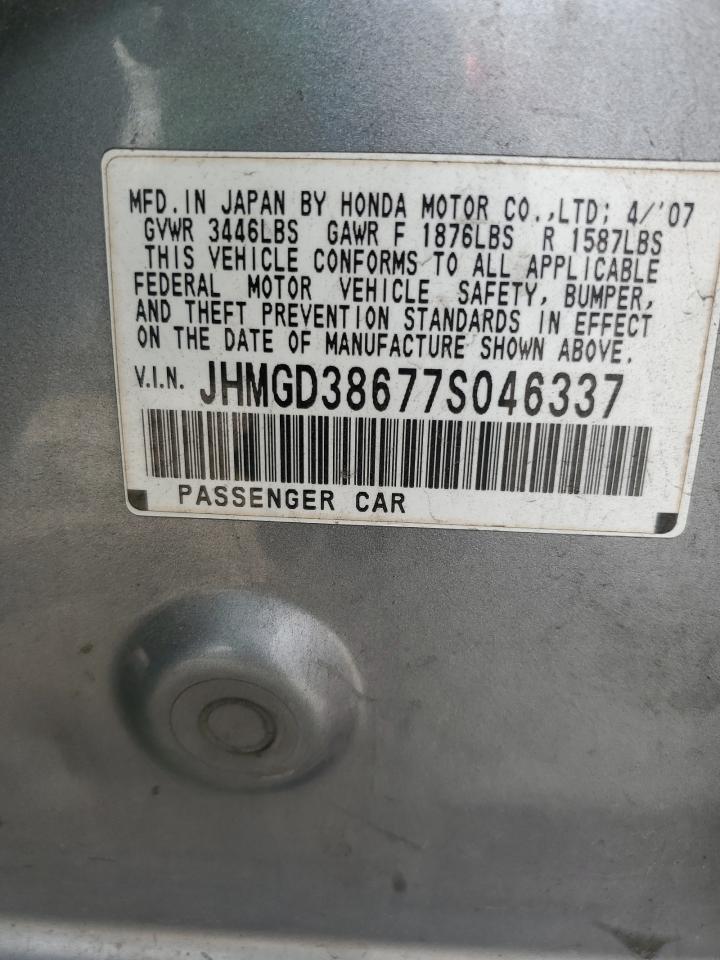 MFD. IN JAPAN BY HONDA MOTOR CO.,LTD; 4/'07
GVWR 3446LBS GAWR F 1876LBS R 1587LBS
THIS VEHICLE CONFORMS TO ALL APPLICABLE
FEDERAL MOTOR VEHICLE SAFETY, BUMPER,
AND THEFT PREVENTION STANDARDS IN EFFECT
ON THE DATE OF MANUFACTURE SHOWN ABOVE.
V.I.N. JHMGD38677S046337
PASSENGER CAR